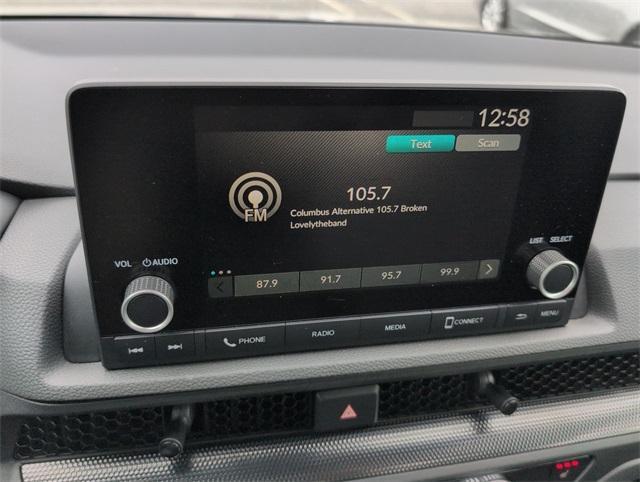 12:58
Text Scan
FM
105.7
Columbus Alternative 105.7 Broken
Lovelytheband
VOL AUDIO
LIST SELECT
87.9 91.7 95.7 99.9
PHONE RADIO MEDIA CONNECT MENU